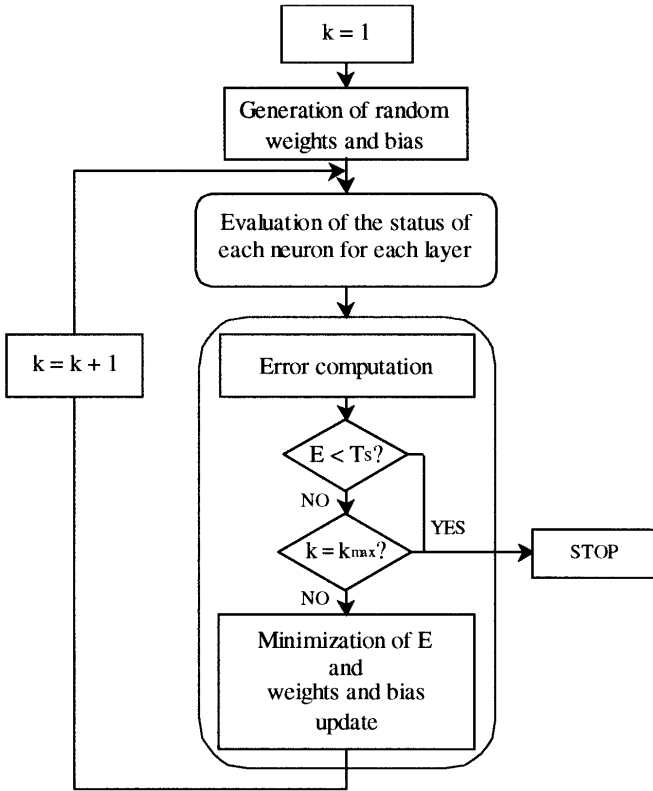 k = 1
Generation of random
weights and bias
Evaluation of the status of
each neuron for each layer
k = k + 1
Error computation
E < Ts?
NO
YES
k = kmax?
STOP
NO
Minimization of E
and
weights and bias
update